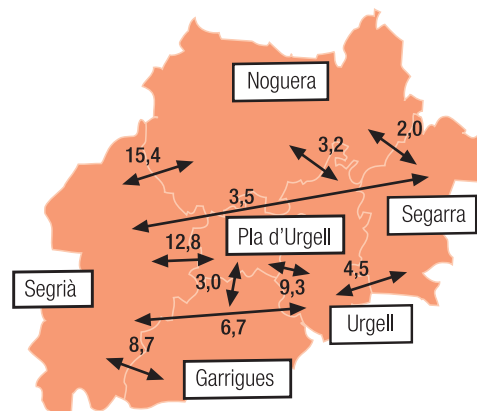 Noguera
2,0
15,4
3,2
3,5
Segarra
Pla d'Urgell
12,8
Segrià
3,0
9,3
4,5
6,7
Urgell
8,7
Garrigues